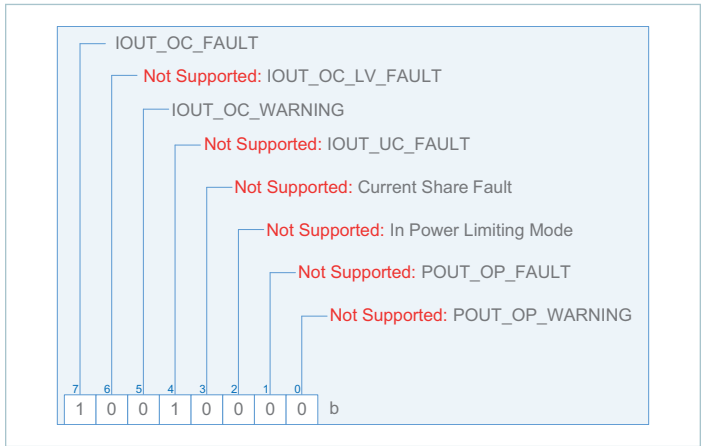 IOUT_OC_FAULT
Not Supported: IOUT_OC_LV_FAULT
IOUT_OC_WARNING
Not Supported: IOUT_UC_FAULT
Not Supported: Current Share Fault
Not Supported: In Power Limiting Mode
Not Supported: POUT_OP_FAULT
Not Supported: POUT_OP_WARNING
7 6 5 4 3 2 1 0
1 0 0 1 0 0 0 0 b